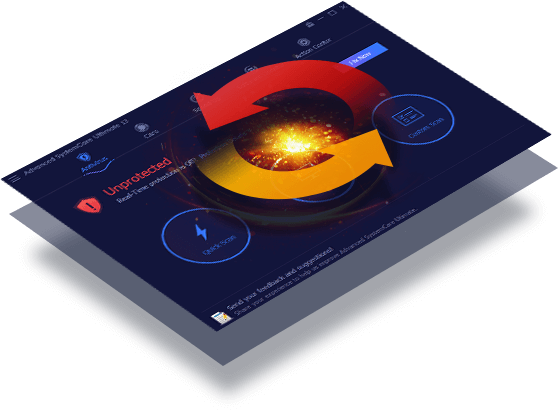 Advanced SystemCare Ultimate 13
Antivirus
Care
Action Center
Unprotected
Real-Time protection is OFF
Fix Now
Quick Scan
Custom Scan
Send your feedback and suggestions!
Share your experience to help us improve Advanced SystemCare Ultimate.